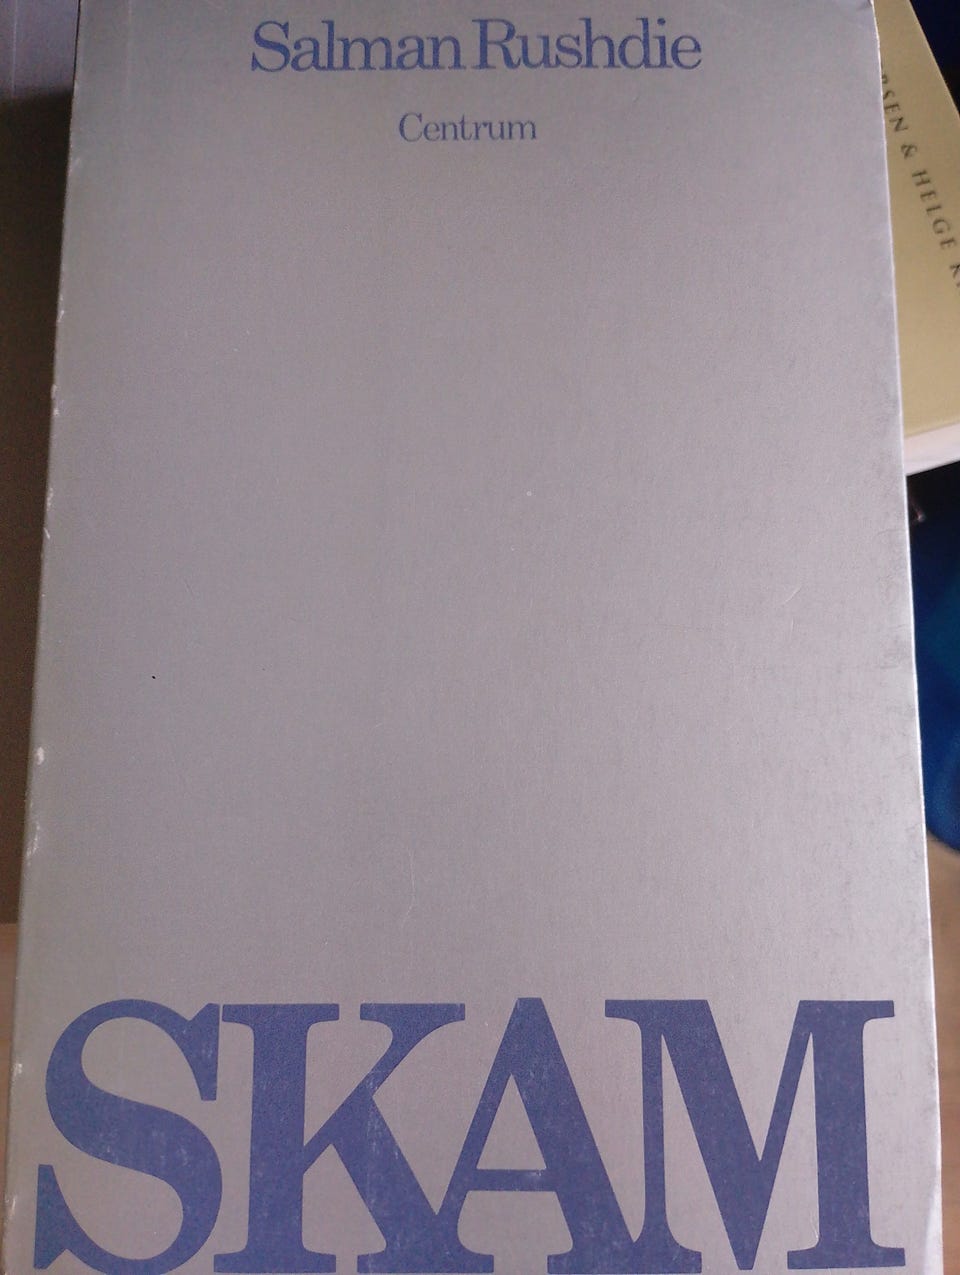 Salman Rushdie
Centrum
SKAM
& HELGE